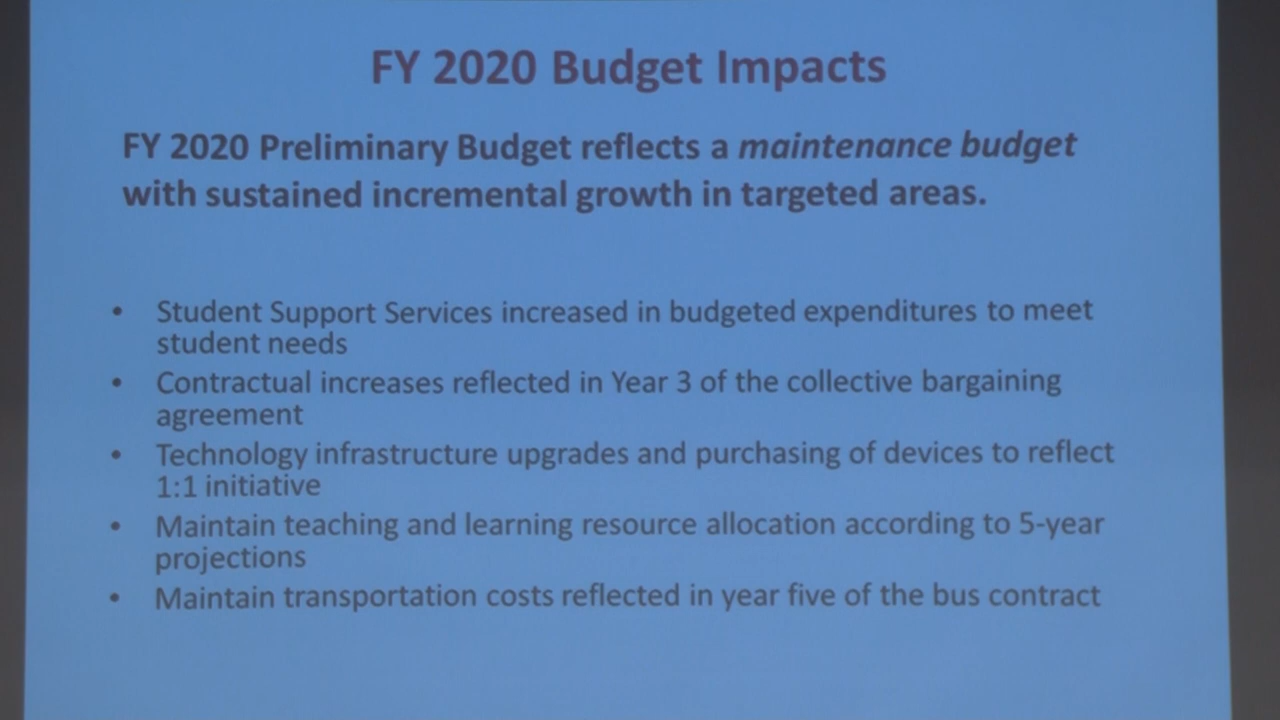 FY 2020 Budget Impacts
FY 2020 Preliminary Budget reflects a maintenance budget
with sustained incremental growth in targeted areas.
• Student Support Services increased in budgeted expenditures to meet
student needs
• Contractual increases reflected in Year 3 of the collective bargaining
agreement
• Technology infrastructure upgrades and purchasing of devices to reflect
1:1 initiative
• Maintain teaching and learning resource allocation according to 5-year
projections
• Maintain transportation costs reflected in year five of the bus contract